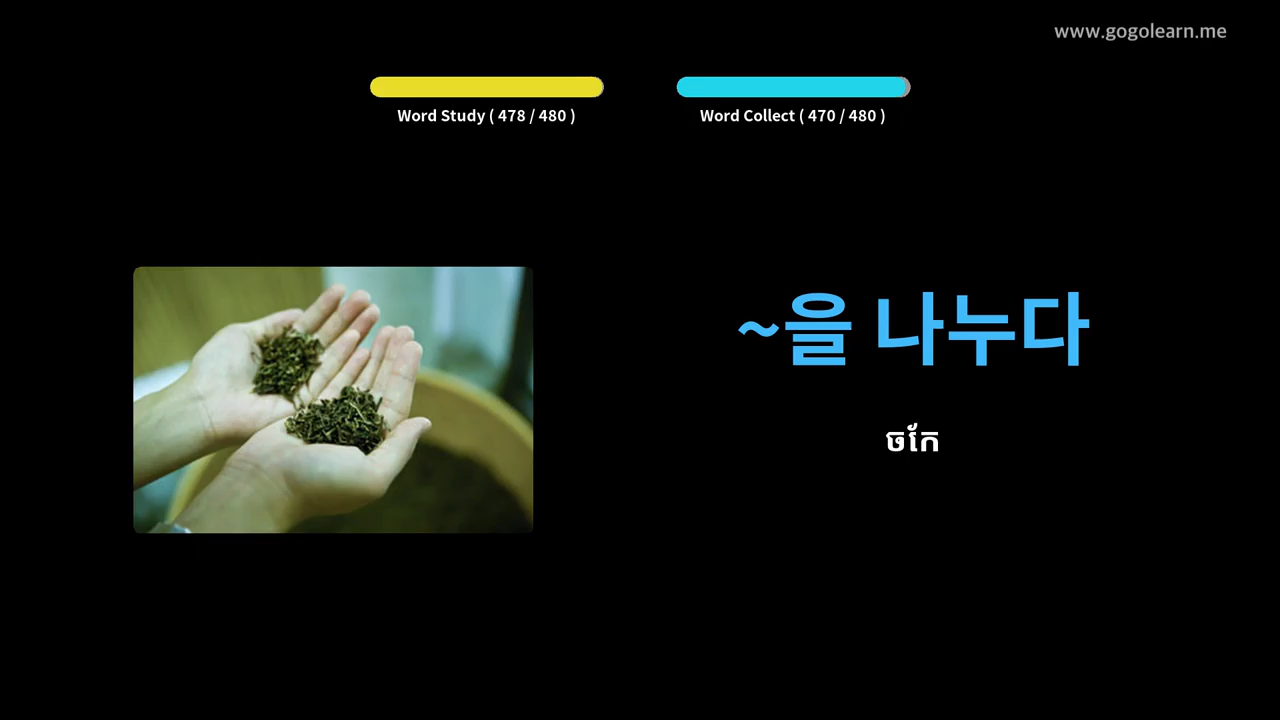 www.gogolearn.me
Word Study ( 478 / 480 )
Word Collect ( 470 / 480 )
~을 나누다
ចកែ